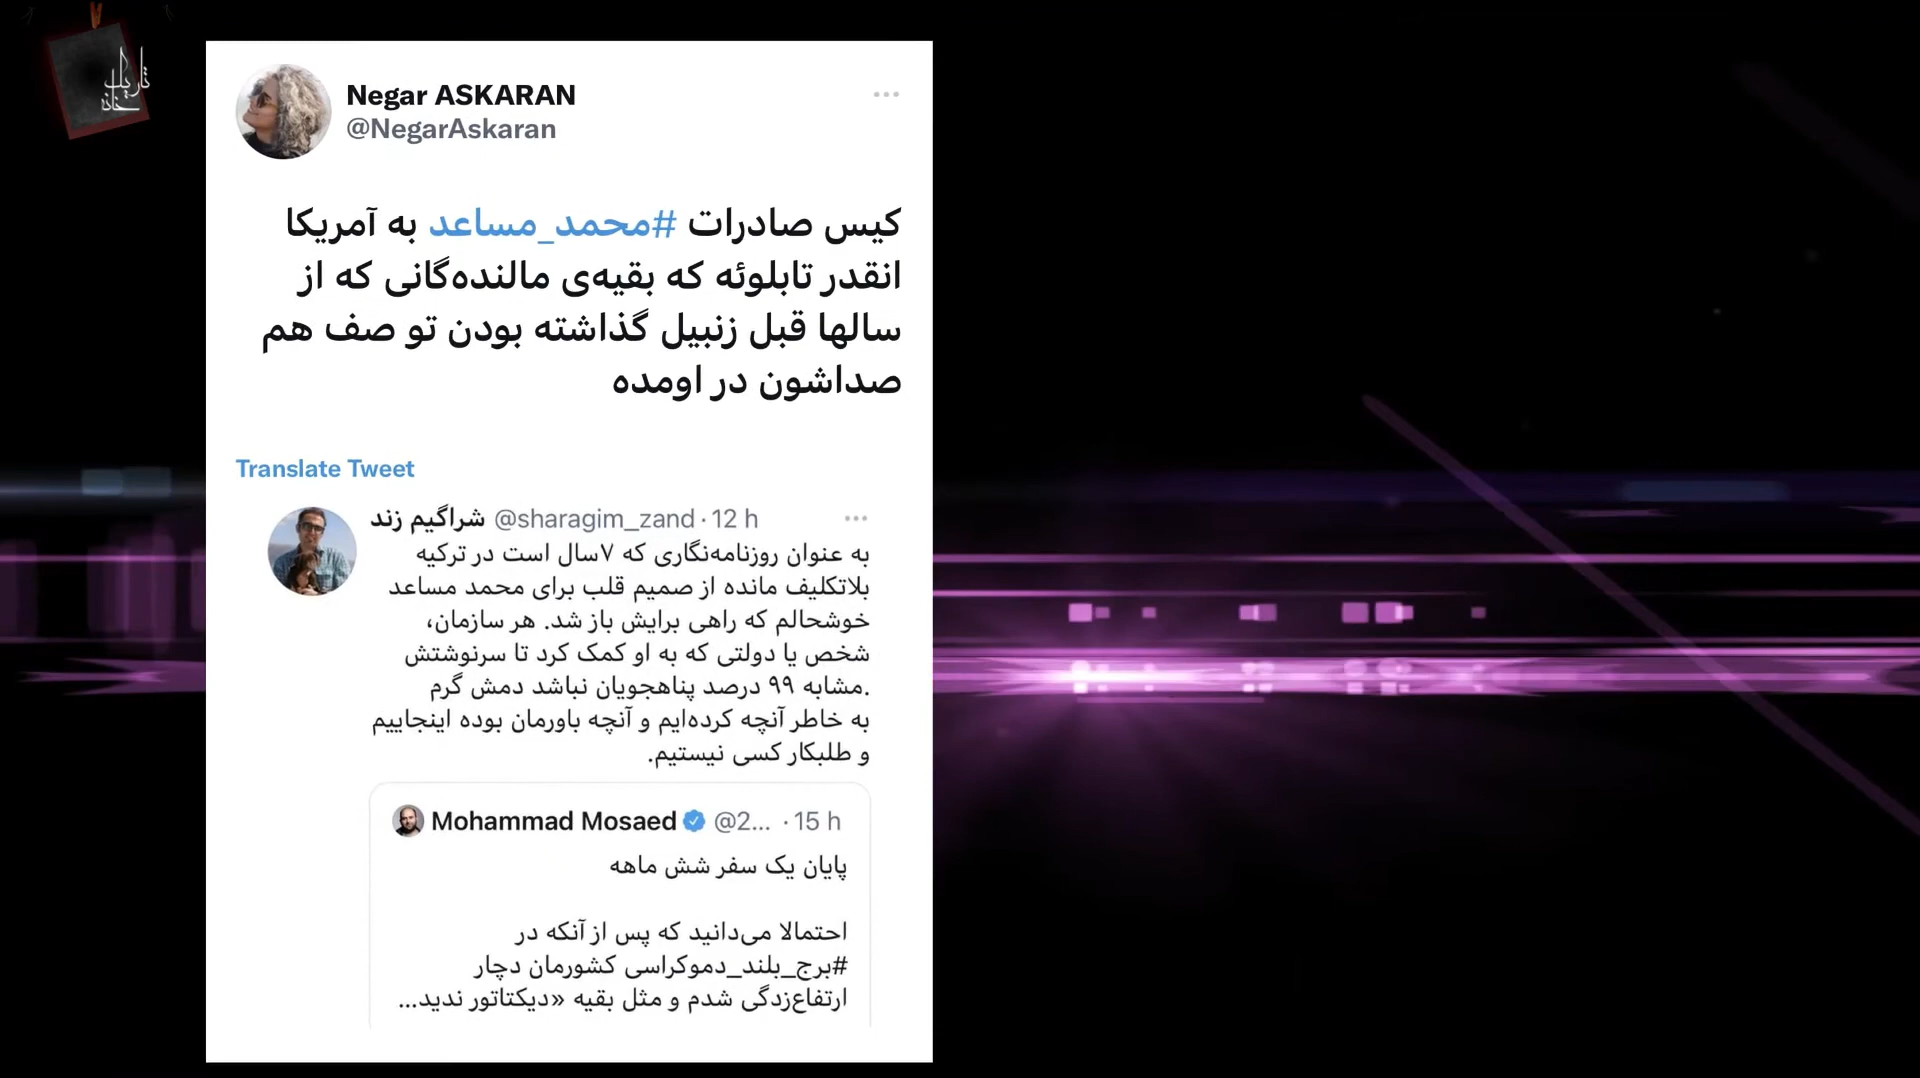 تاریک
خانه
Negar ASKARAN
@NegarAskaran
کیس صادرات #محمد_مساعد به آمریکا
انقدر تابلوئه که بقیه‌ی مالنده‌گانی که از
سالها قبل زنبیل گذاشته بودن تو صف هم
صداشون در اومده
Translate Tweet
شراگیم زند @sharagim_zand · 12 h
به عنوان روزنامه‌نگاری که ۷سال است در ترکیه
بلاتکلیف مانده از صمیم قلب برای محمد مساعد
خوشحالم که راهی برایش باز شد. هر سازمان،
شخص یا دولتی که به او کمک کرد تا سرنوشتش
.مشابه ۹۹ درصد پناهجویان نباشد دمش گرم
به خاطر آنچه کرده‌ایم و آنچه باورمان بوده اینجاییم
و طلبکار کسی نیستیم.
Mohammad Mosaed @2... · 15 h
پایان یک سفر شش ماهه
احتمالا می‌دانید که پس از آنکه در
#برج_بلند_دموکراسی کشورمان دچار
ارتفاع‌زدگی شدم و مثل بقیه «دیکتاتور ندید...